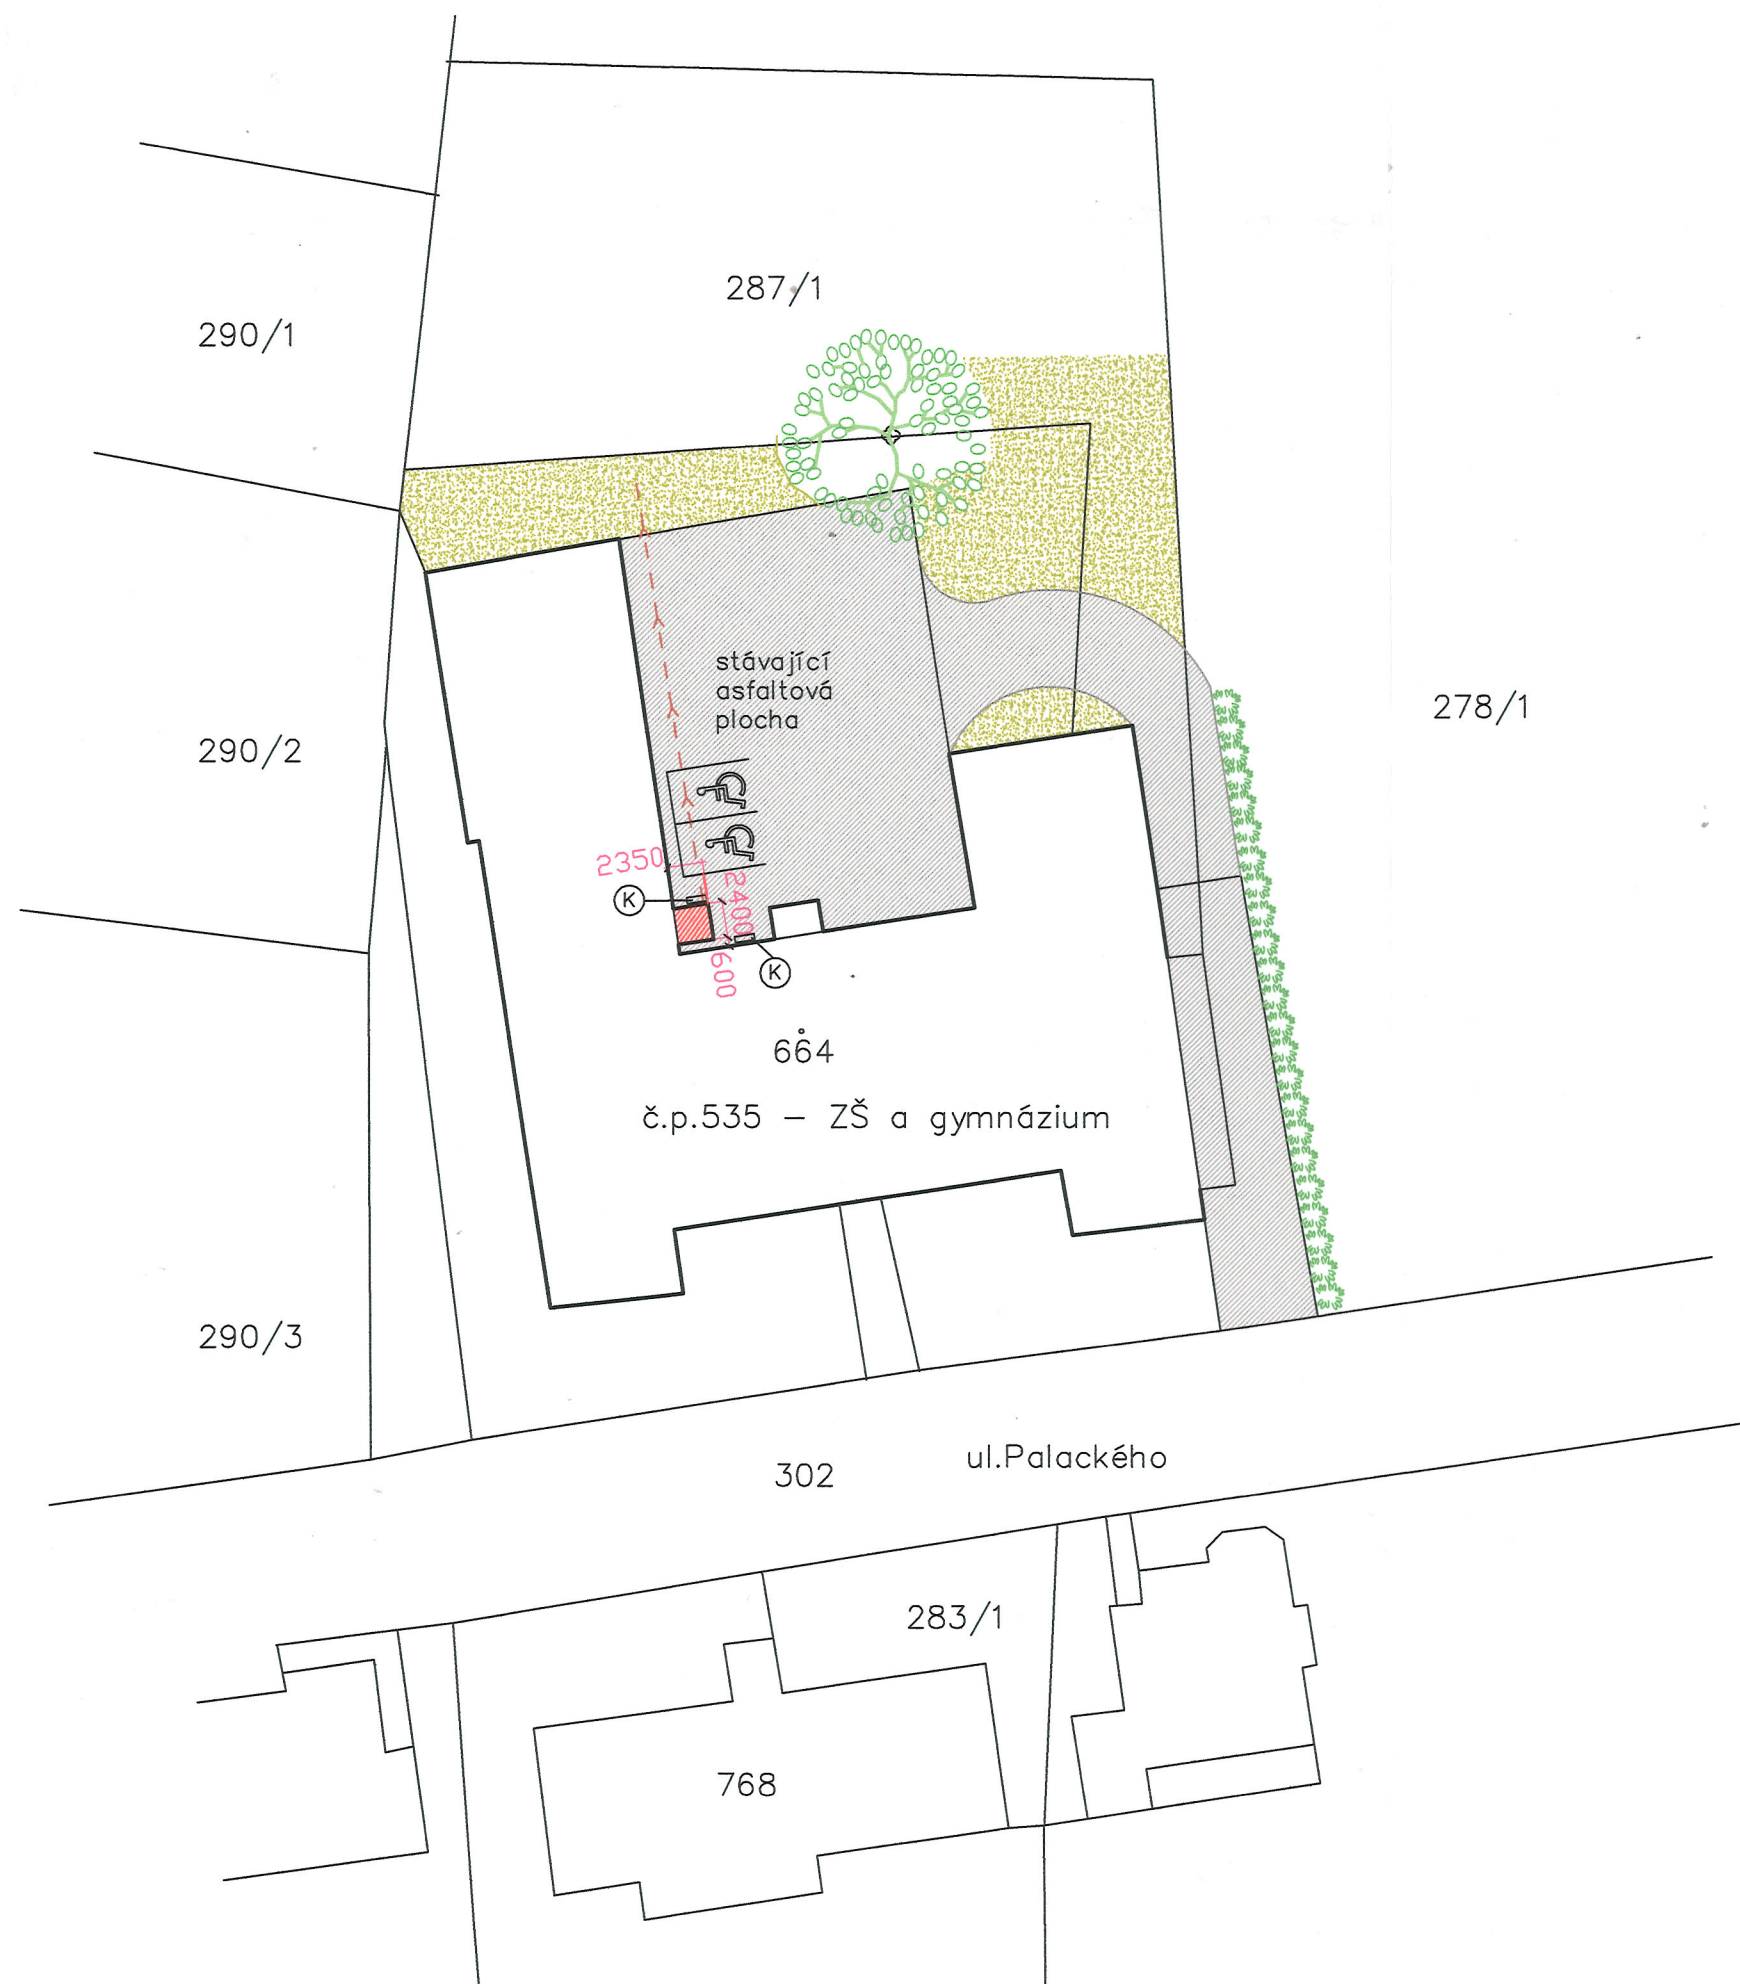 287/1
290/1
stávající
asfaltová
plocha
278/1
290/2
2350
2400
K
K
600
664
č.p.535 – ZŠ a gymnázium
290/3
ul.Palackého
302
283/1
768